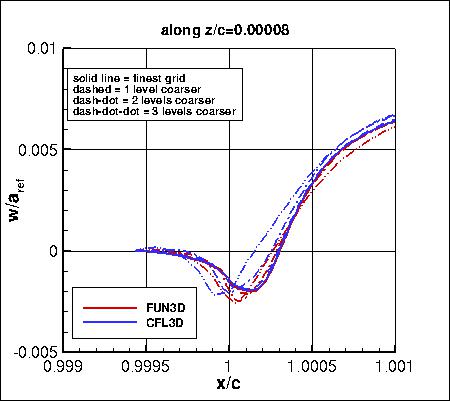 along z/c=0.00008
0.01
solid line = finest grid
dashed = 1 level coarser
dash-dot = 2 levels coarser
dash-dot-dot = 3 levels coarser
0.005
w/aref
0
FUN3D
CFL3D
-0.005
0.999 0.9995 1 1.0005 1.001
x/c